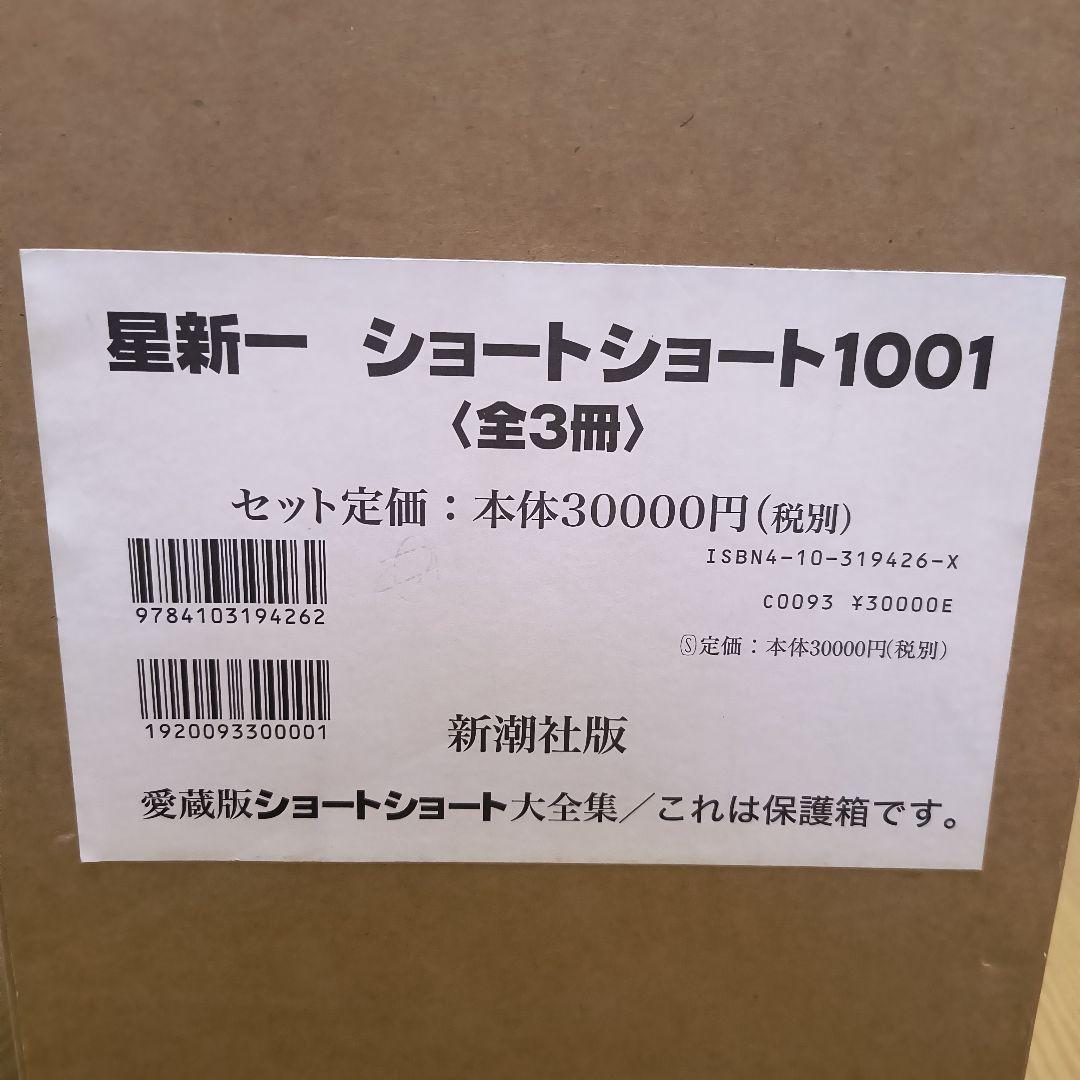 星新一　ショートショート1001
〈全3冊〉
セット定価：本体30000円(税別)
ISBN4-10-319426-X
9784103194262
C0093 ¥30000E
Ⓢ定価：本体30000円(税別)
1920093300001
新潮社版
愛蔵版ショートショート大全集／これは保護箱です。